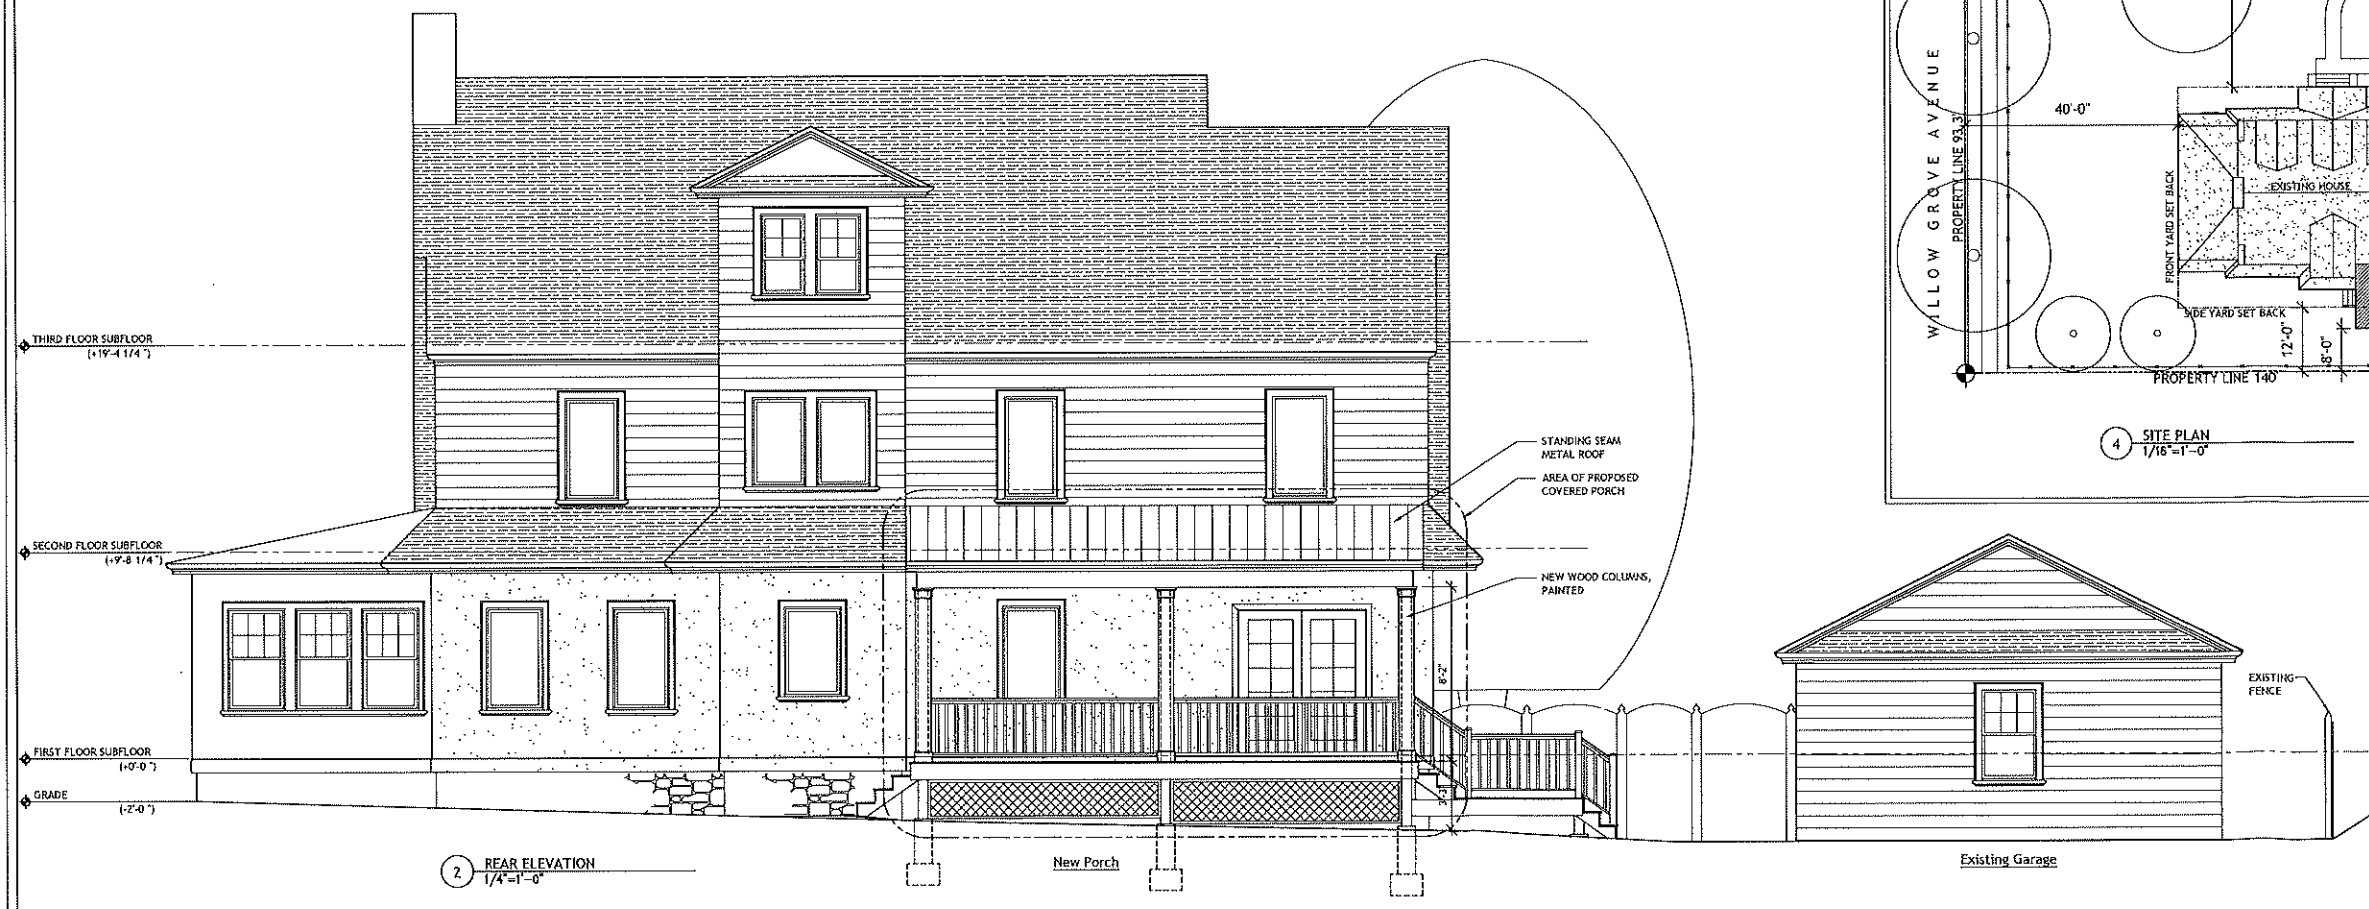 THIRD FLOOR SUBFLOOR
(+19'-4 1/4 ")
SECOND FLOOR SUBFLOOR
(+9'-8 1/4 ")
FIRST FLOOR SUBFLOOR
(+0'-0 ")
GRADE
(-2'-0 ")
STANDING SEAM
METAL ROOF
AREA OF PROPOSED
COVERED PORCH
NEW WOOD COLUMNS,
PAINTED
8'-2"
2 REAR ELEVATION
1/4"=1'-0"
New Porch
Existing Garage
EXISTING
FENCE
WILLOW GROVE AVENUE
PROPERTY LINE 93.3'
40'-0"
FRONT YARD SET BACK
EXISTING HOUSE
SIDE YARD SET BACK
12'-0"
8'-0"
PROPERTY LINE 140'
4 SITE PLAN
1/16"=1'-0"